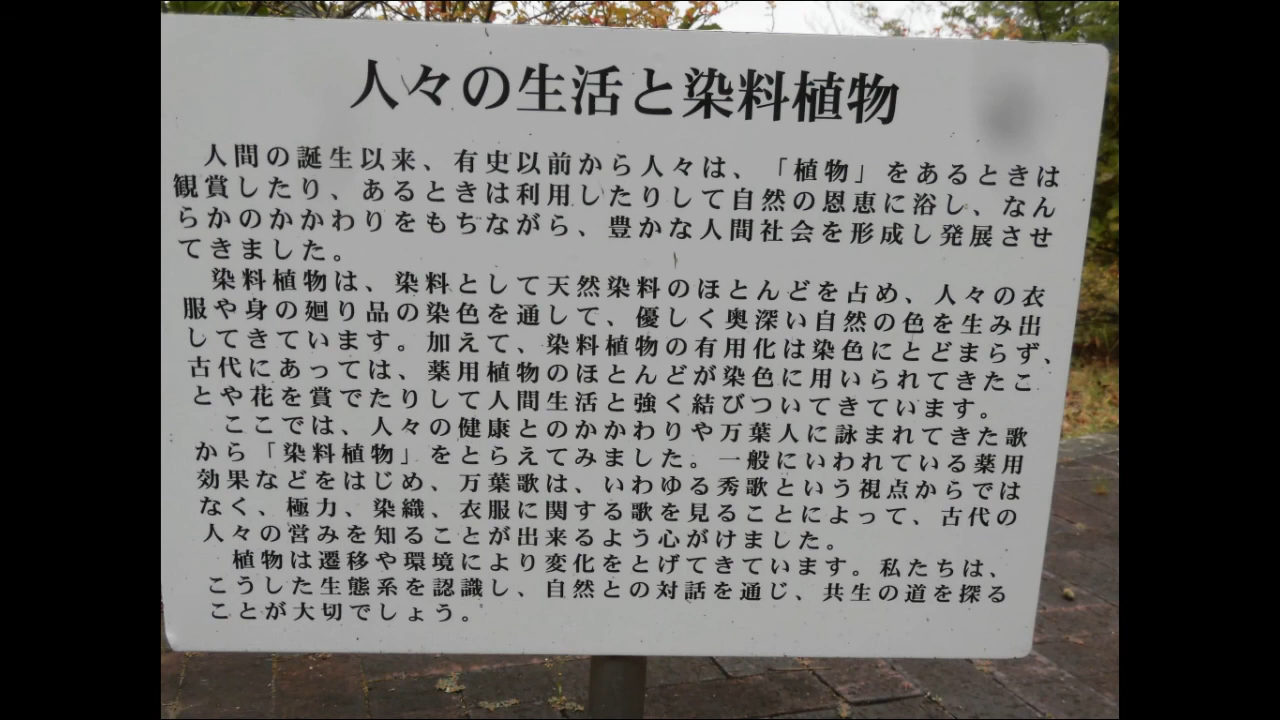 人々の生活と染料植物
人間の誕生以来、有史以前から人々は、「植物」をあるときは
観賞したり、あるときは利用したりして自然の恩恵に浴し、なん
らかのかかわりをもちながら、豊かな人間社会を形成し発展させ
てきました。
染料植物は、染料として天然染料のほとんどを占め、人々の衣
服や身の廻り品の染色を通して、優しく奥深い自然の色を生み出
してきています。加えて、染料植物の有用化は染色にとどまらず、
古代にあっては、薬用植物のほとんどが染色に用いられてきたこ
とや花を賞でたりして人間生活と強く結びついてきています。
ここでは、人々の健康とのかかわりや万葉人に詠まれてきた歌
から「染料植物」をとらえてみました。一般にいわれている薬用
効果などをはじめ、万葉歌は、いわゆる秀歌という視点からでは
なく、極力、染織、衣服に関する歌を見ることによって、古代の
人々の営みを知ることが出来るよう心がけました。
植物は遷移や環境により変化をとげてきています。私たちは、
こうした生態系を認識し、自然との対話を通じ、共生の道を探る
ことが大切でしょう。